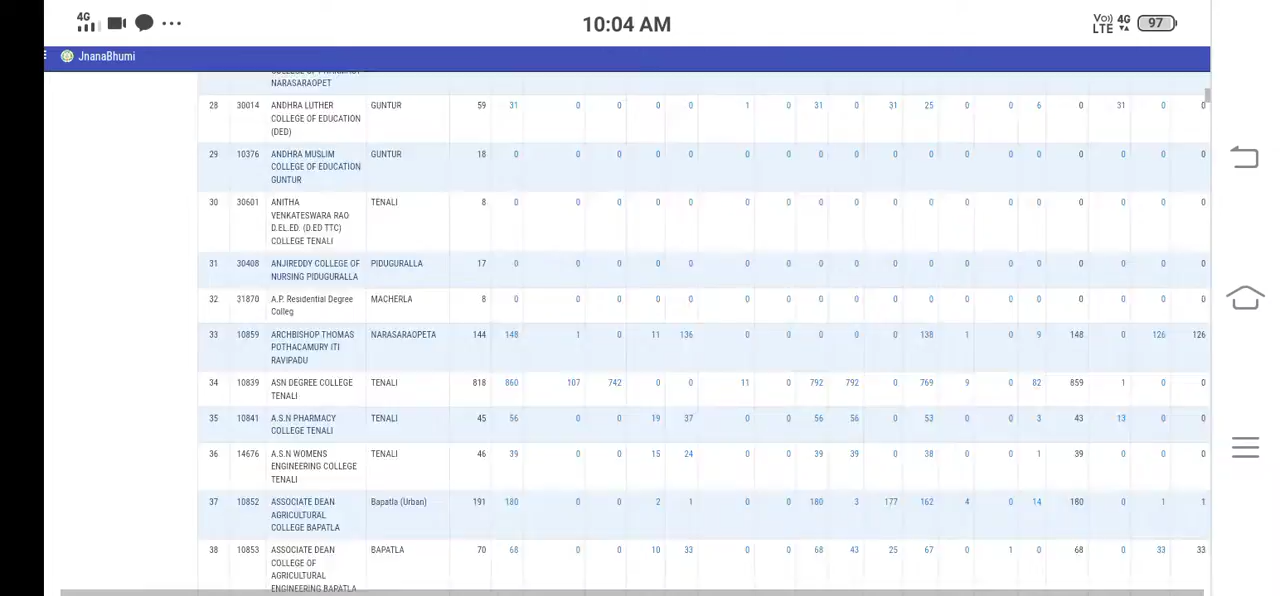 4G 10:04 AM Vo)) LTE 4G 97
JnanaBhumi
NARASARAOPET
28 30014 ANDHRA LUTHER GUNTUR 59 31 0 0 0 0 1 0 31 0 31 25 0 0 6 0 31 0 0
COLLEGE OF EDUCATION
(DED)
29 10376 ANDHRA MUSLIM GUNTUR 18 0 0 0 0 0 0 0 0 0 0 0 0 0 0 0 0 0 0
COLLEGE OF EDUCATION
GUNTUR
30 30601 ANITHA TENALI 8 0 0 0 0 0 0 0 0 0 0 0 0 0 0 0 0 0 0
VENKATESWARA RAO
D.EL.ED. (D.ED TTC)
COLLEGE TENALI
31 30408 ANJIREDDY COLLEGE OF PIDUGURALLA 17 0 0 0 0 0 0 0 0 0 0 0 0 0 0 0 0 0 0
NURSING PIDUGURALLA
32 31870 A.P. Residential Degree MACHERLA 8 0 0 0 0 0 0 0 0 0 0 0 0 0 0 0 0 0 0
Colleg
33 10859 ARCHBISHOP THOMAS NARASARAOPETA 144 148 1 0 11 136 0 0 0 0 0 138 1 0 9 148 0 126 126
POTHACAMURY ITI
RAVIPADU
34 10839 ASN DEGREE COLLEGE TENALI 818 860 107 742 0 0 11 0 792 792 0 769 9 0 82 859 1 0 0
TENALI
35 10841 A.S.N PHARMACY TENALI 45 56 0 0 19 37 0 0 56 56 0 53 0 0 3 43 13 0 0
COLLEGE TENALI
36 14676 A.S.N WOMENS TENALI 46 39 0 0 15 24 0 0 39 39 0 38 0 0 1 39 0 0 0
ENGINEERING COLLEGE
TENALI
37 10852 ASSOCIATE DEAN Bapatla (Urban) 191 180 0 0 2 1 0 0 180 3 177 162 4 0 14 180 0 1 1
AGRICULTURAL
COLLEGE BAPATLA
38 10853 ASSOCIATE DEAN BAPATLA 70 68 0 0 10 33 0 0 68 43 25 67 0 1 0 68 0 33 33
COLLEGE OF
AGRICULTURAL
ENGINEERING BAPATLA